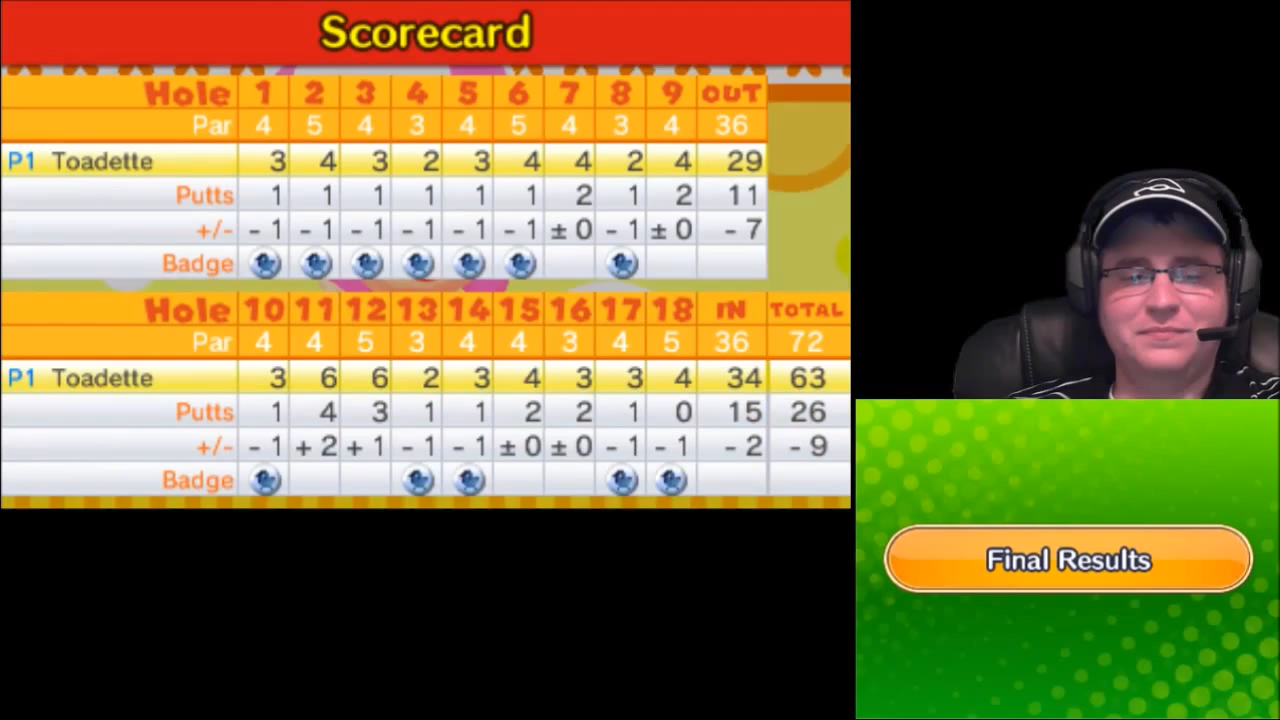 Scorecard
Hole 1 2 3 4 5 6 7 8 9 OUT
Par 4 5 4 3 4 5 4 3 4 36
P1 Toadette 3 4 3 2 3 4 4 2 4 29
Putts 1 1 1 1 1 1 2 1 2 11
+/- -1 -1 -1 -1 -1 -1 ±0 -1 ±0 -7
Badge
Hole 10 11 12 13 14 15 16 17 18 IN TOTAL
Par 4 4 5 3 4 4 3 4 5 36 72
P1 Toadette 3 6 6 2 3 4 3 3 4 34 63
Putts 1 4 3 1 1 2 2 1 0 15 26
+/- -1 +2 +1 -1 -1 ±0 ±0 -1 -1 -2 -9
Badge
Final Results